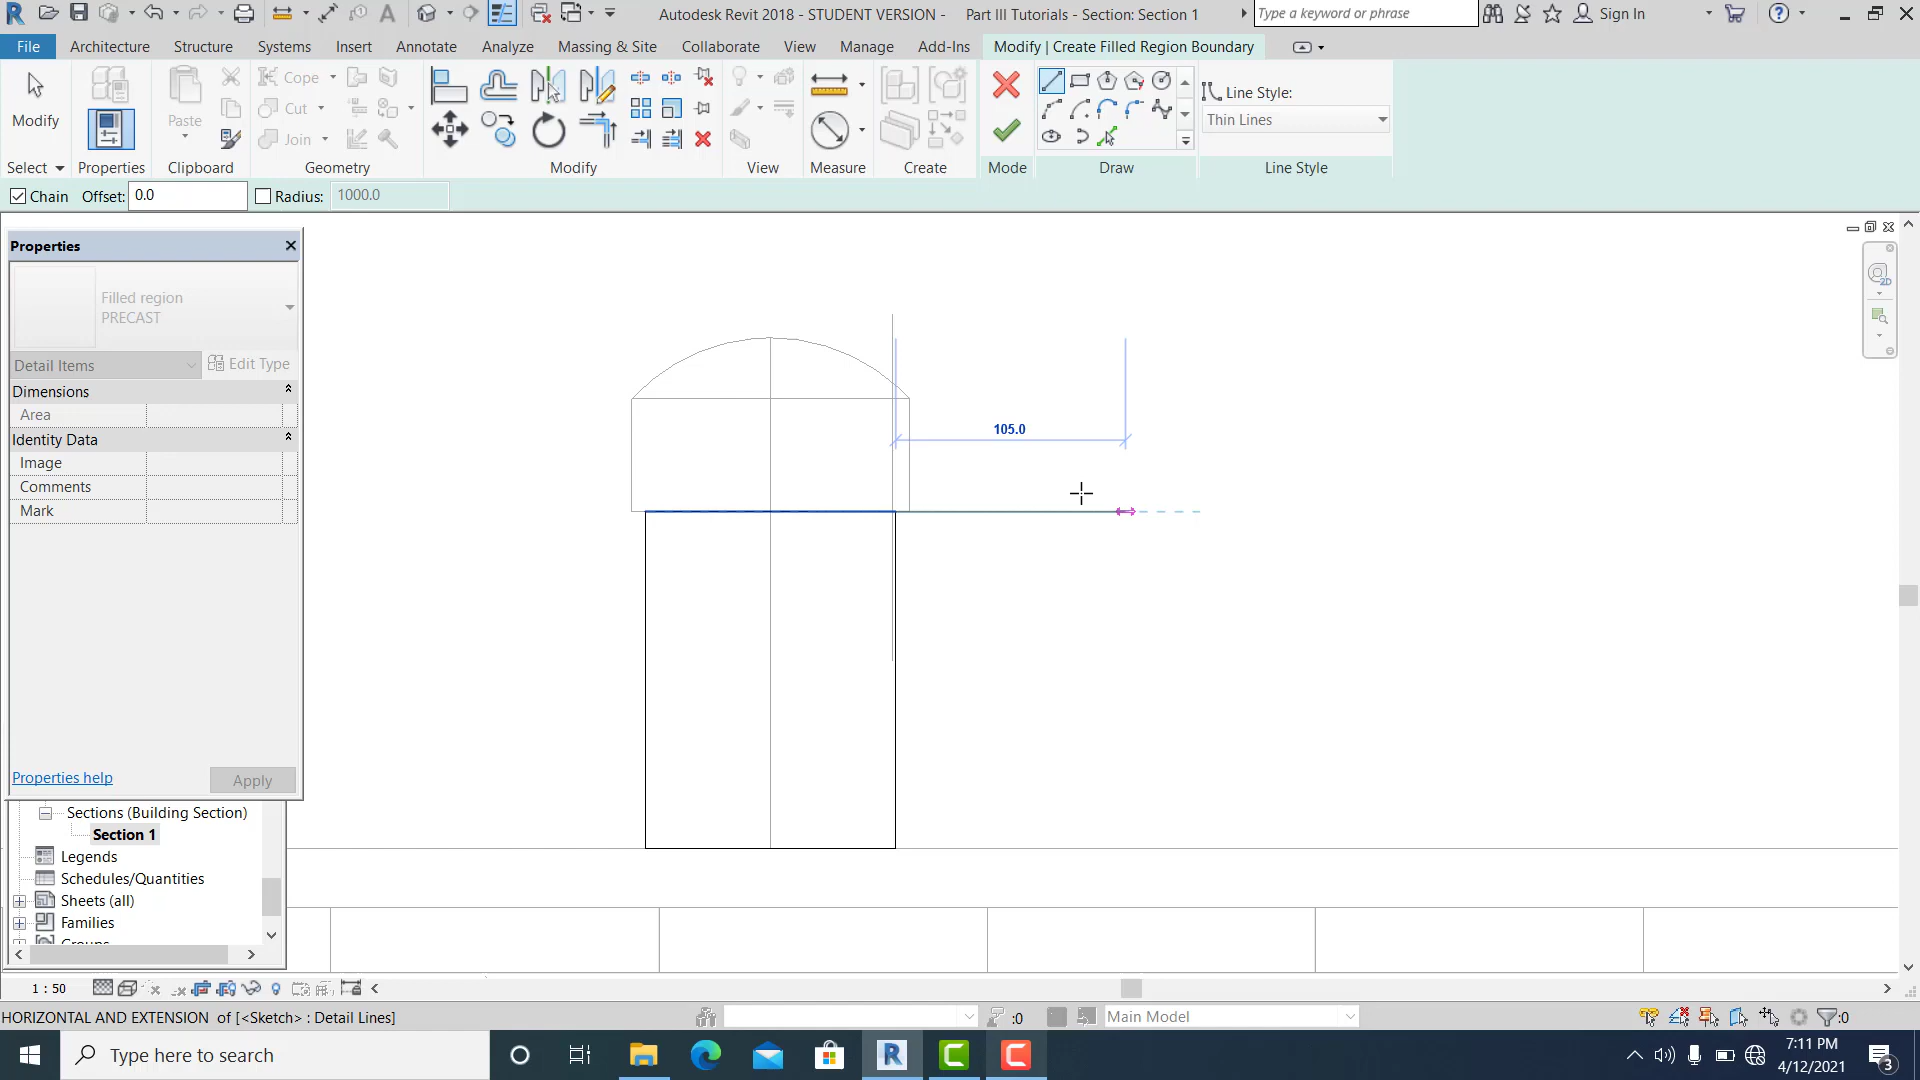 Autodesk Revit 2018 - STUDENT VERSION - Part III Tutorials - Section: Section 1
Type a keyword or phrase
Sign In
File Architecture Structure Systems Insert Annotate Analyze Massing & Site Collaborate View Manage Add-Ins Modify | Create Filled Region Boundary
Cope
Line Style:
Cut
Modify Paste Thin Lines
Join
Select Properties Clipboard Geometry Modify View Measure Create Mode Draw Line Style
Chain Offset: 0.0 Radius: 1000.0
Properties
Filled region
PRECAST
Detail Items Edit Type
Dimensions
Area
Identity Data
Image
Comments
Mark
105.0
Properties help Apply
Sections (Building Section)
Section 1
Legends
Schedules/Quantities
Sheets (all)
Families
Groups
2D
1 : 50
HORIZONTAL AND EXTENSION of [<Sketch> : Detail Lines] :0 Main Model :0
Type here to search
7:11 PM
4/12/2021
3